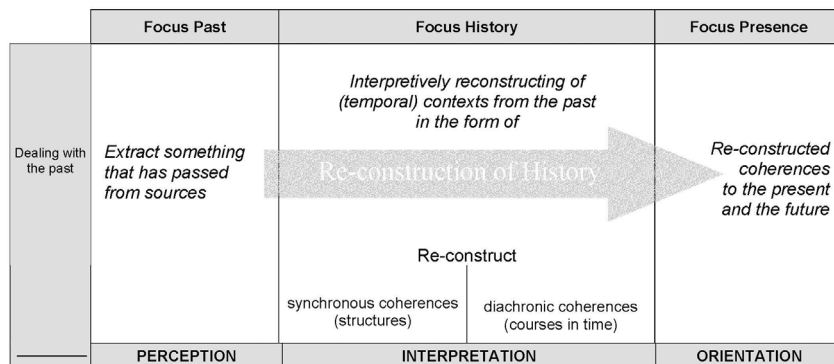 Focus Past
Focus History
Focus Presence
Dealing with
the past
Extract something
that has passed
from sources
Interpretively reconstructing of
(temporal) contexts from the past
in the form of
Re-construction of History
Re-constructed
coherences
to the present
and the future
Re-construct
synchronous coherences
(structures)
diachronic coherences
(courses in time)
PERCEPTION
INTERPRETATION
ORIENTATION